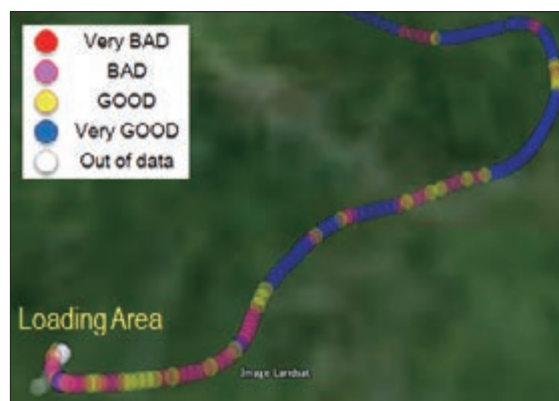 Very BAD
BAD
GOOD
Very GOOD
Out of data
Loading Area
Image Landsat